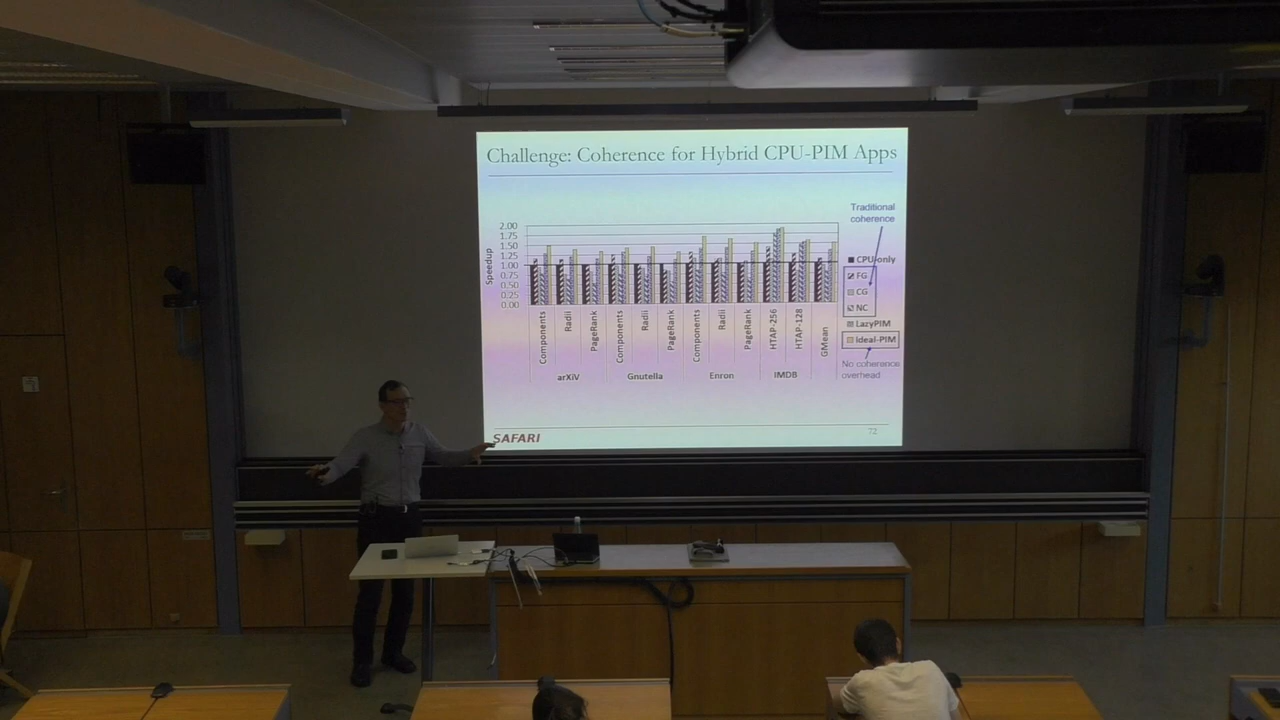 Challenge: Coherence for Hybrid CPU-PIM Apps
Traditional
coherence
Speedup
2.00
1.75
1.50
1.25
1.00
0.75
0.50
0.25
0.00
CPU-only
FG
CG
NC
LazyPIM
Ideal-PIM
No coherence
overhead
Components
Radii
PageRank
Components
Radii
PageRank
Components
Radii
PageRank
HTAP-256
HTAP-128
GMean
arXiV
Gnutella
Enron
IMDB
SAFARI
72